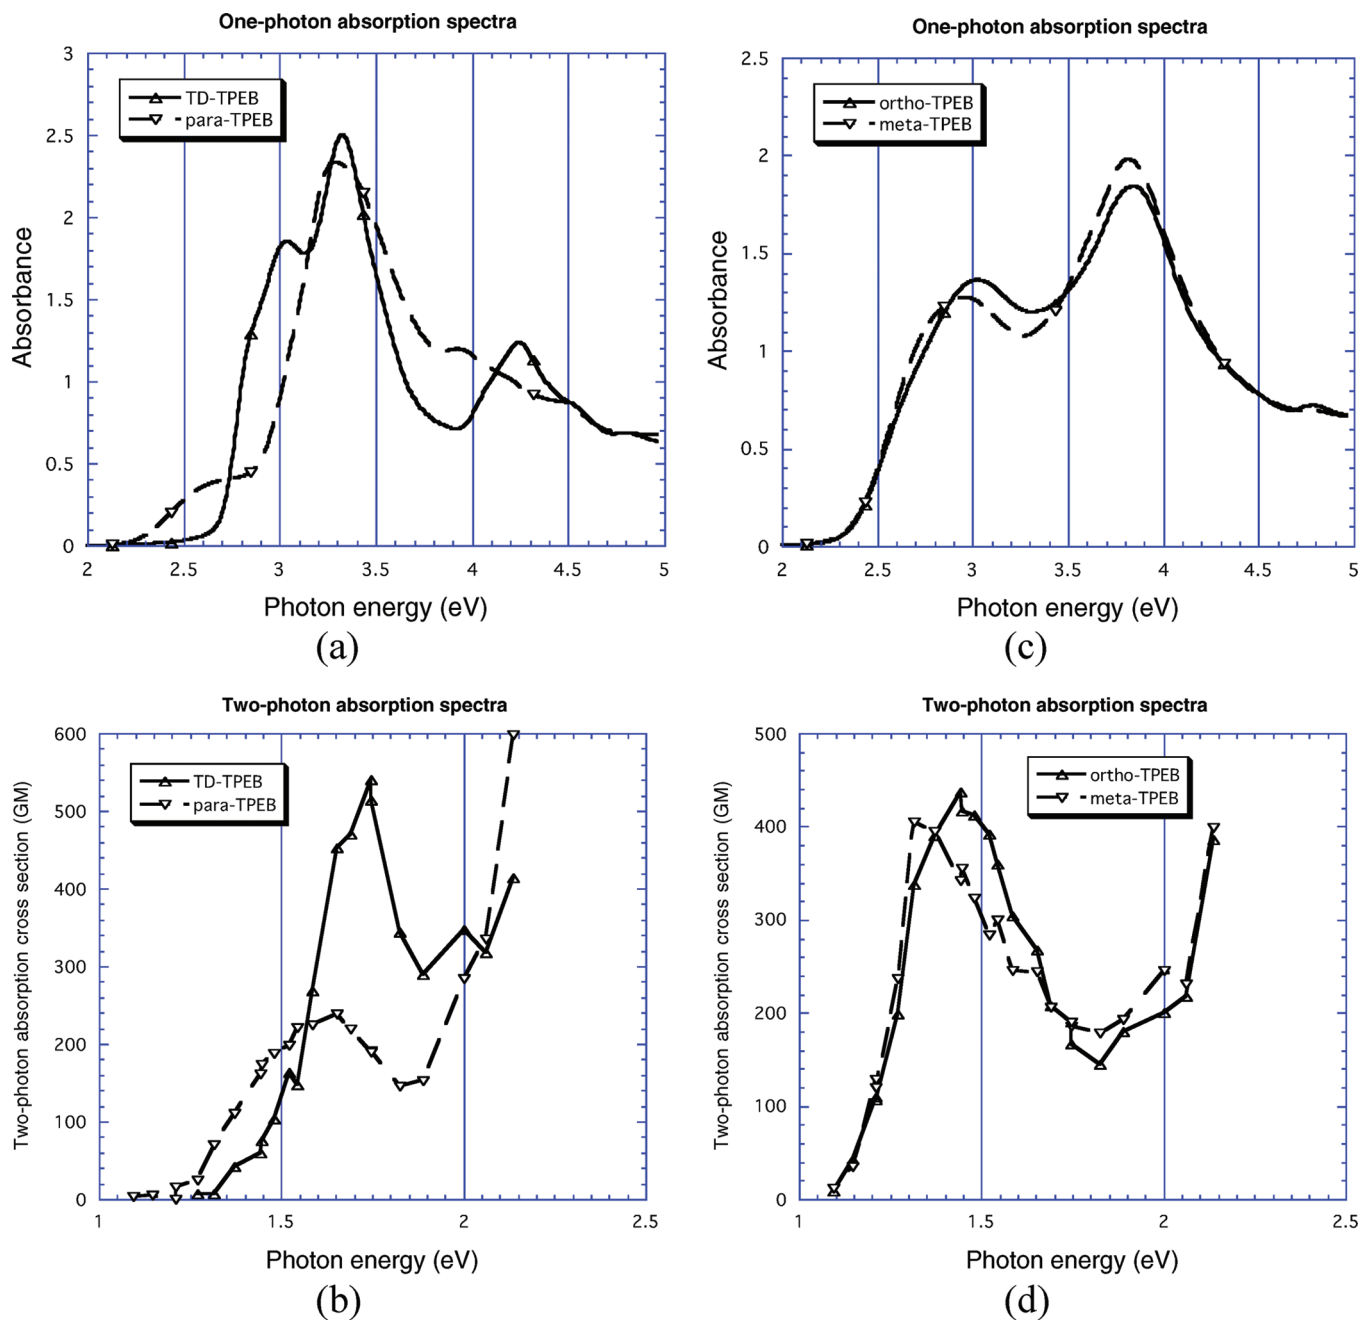 One-photon absorption spectra
3
2.5
2
1.5
1
0.5
0
Absorbance
TD-TPEB
para-TPEB
2 2.5 3 3.5 4 4.5 5
Photon energy (eV)
(a)
One-photon absorption spectra
2.5
2
1.5
1
0.5
0
Absorbance
ortho-TPEB
meta-TPEB
2 2.5 3 3.5 4 4.5 5
Photon energy (eV)
(c)
Two-photon absorption spectra
600
500
400
300
200
100
0
Two-photon absorption cross section (GM)
TD-TPEB
para-TPEB
1 1.5 2 2.5
Photon energy (eV)
(b)
Two-photon absorption spectra
500
400
300
200
100
0
Two-photon absorption cross section (GM)
ortho-TPEB
meta-TPEB
1 1.5 2 2.5
Photon energy (eV)
(d)